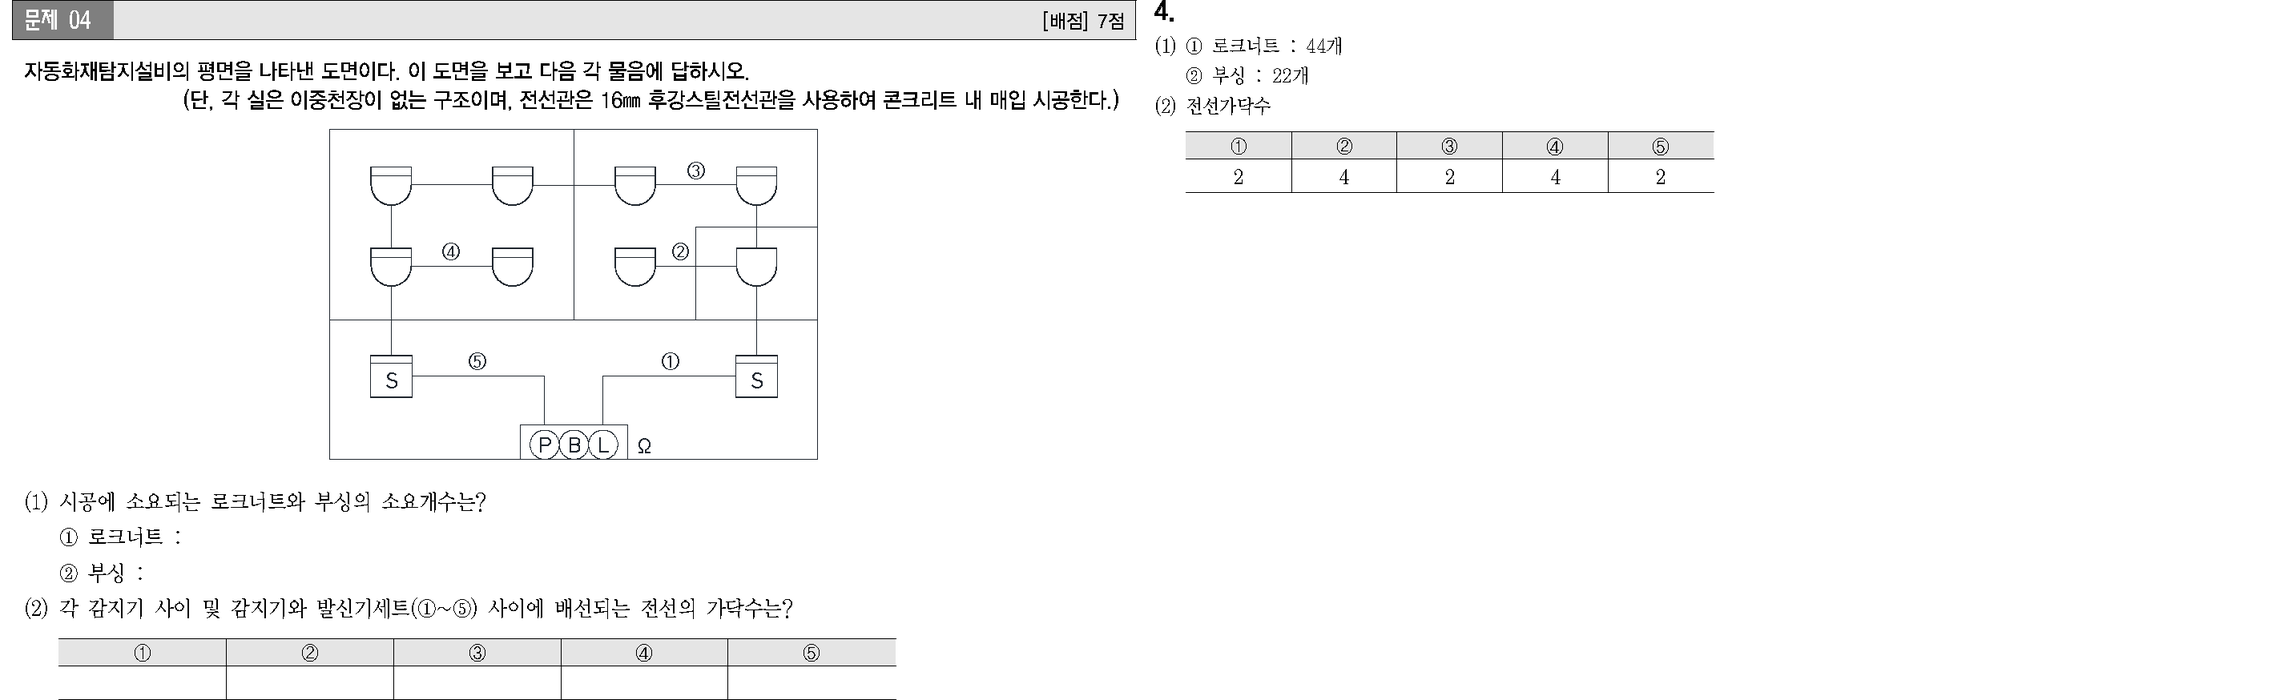 문제 04
[배점] 7점
자동화재탐지설비의 평면을 나타낸 도면이다. 이 도면을 보고 다음 각 물음에 답하시오.
(단, 각 실은 이중천장이 없는 구조이며, 전선관은 16㎜ 후강스틸전선관을 사용하여 콘크리트 내 매입 시공한다.)
③
④
②
⑤
①
S
S
P B L Ω
(1) 시공에 소요되는 로크너트와 부싱의 소요개수는?
① 로크너트 :
② 부싱 :
(2) 각 감지기 사이 및 감지기와 발신기세트(①~⑤) 사이에 배선되는 전선의 가닥수는?
① ② ③ ④ ⑤
4.
(1) ① 로크너트 : 44개
② 부싱 : 22개
(2) 전선가닥수
① ② ③ ④ ⑤
2 4 2 4 2